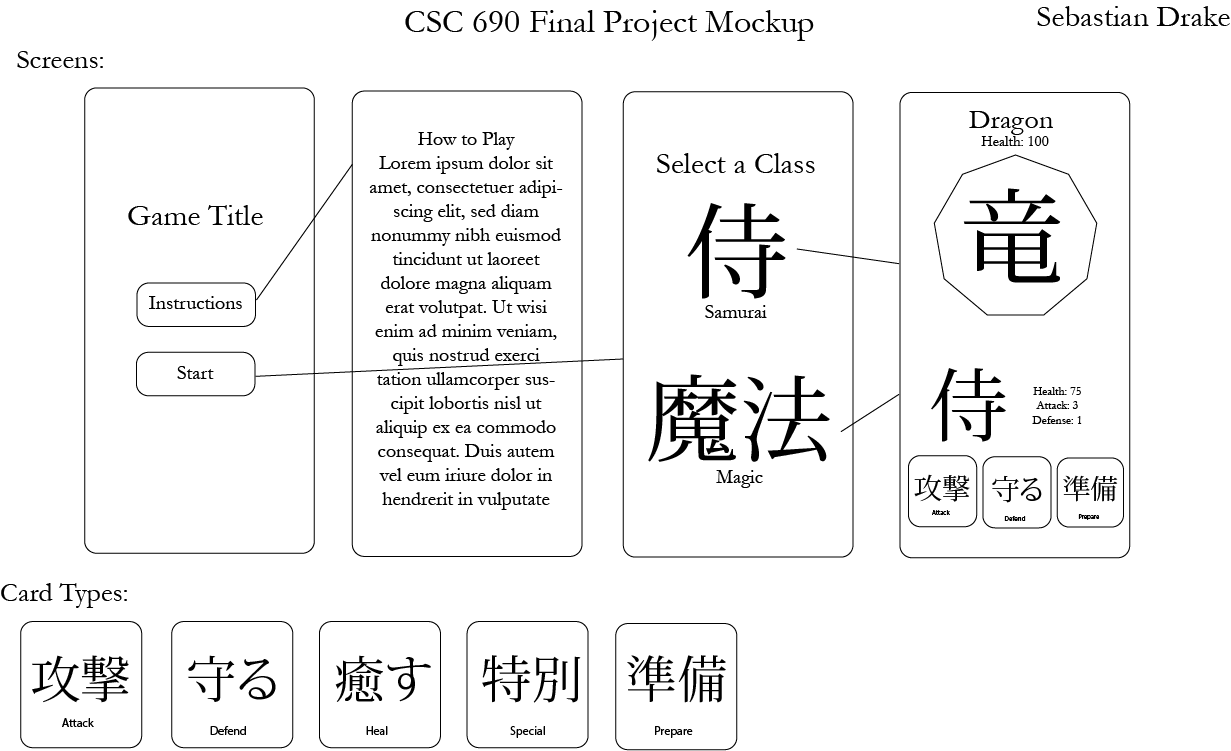 CSC 690 Final Project Mockup
Sebastian Drake
Screens:
Game Title
Instructions
Start
How to Play
Lorem ipsum dolor sit
amet, consectetuer adipi-
scing elit, sed diam
nonummy nibh euismod
tincidunt ut laoreet
dolore magna aliquam
erat volutpat. Ut wisi
enim ad minim veniam,
quis nostrud exerci
tation ullamcorper sus-
cipit lobortis nisl ut
aliquip ex ea commodo
consequat. Duis autem
vel eum iriure dolor in
hendrerit in vulputate
Select a Class
侍
Samurai
魔法
Magic
Dragon
Health: 100
竜
侍
Health: 75
Attack: 3
Defense: 1
攻撃
Attack
守る
Defend
準備
Prepare
Card Types:
攻撃
Attack
守る
Defend
癒す
Heal
特別
Special
準備
Prepare